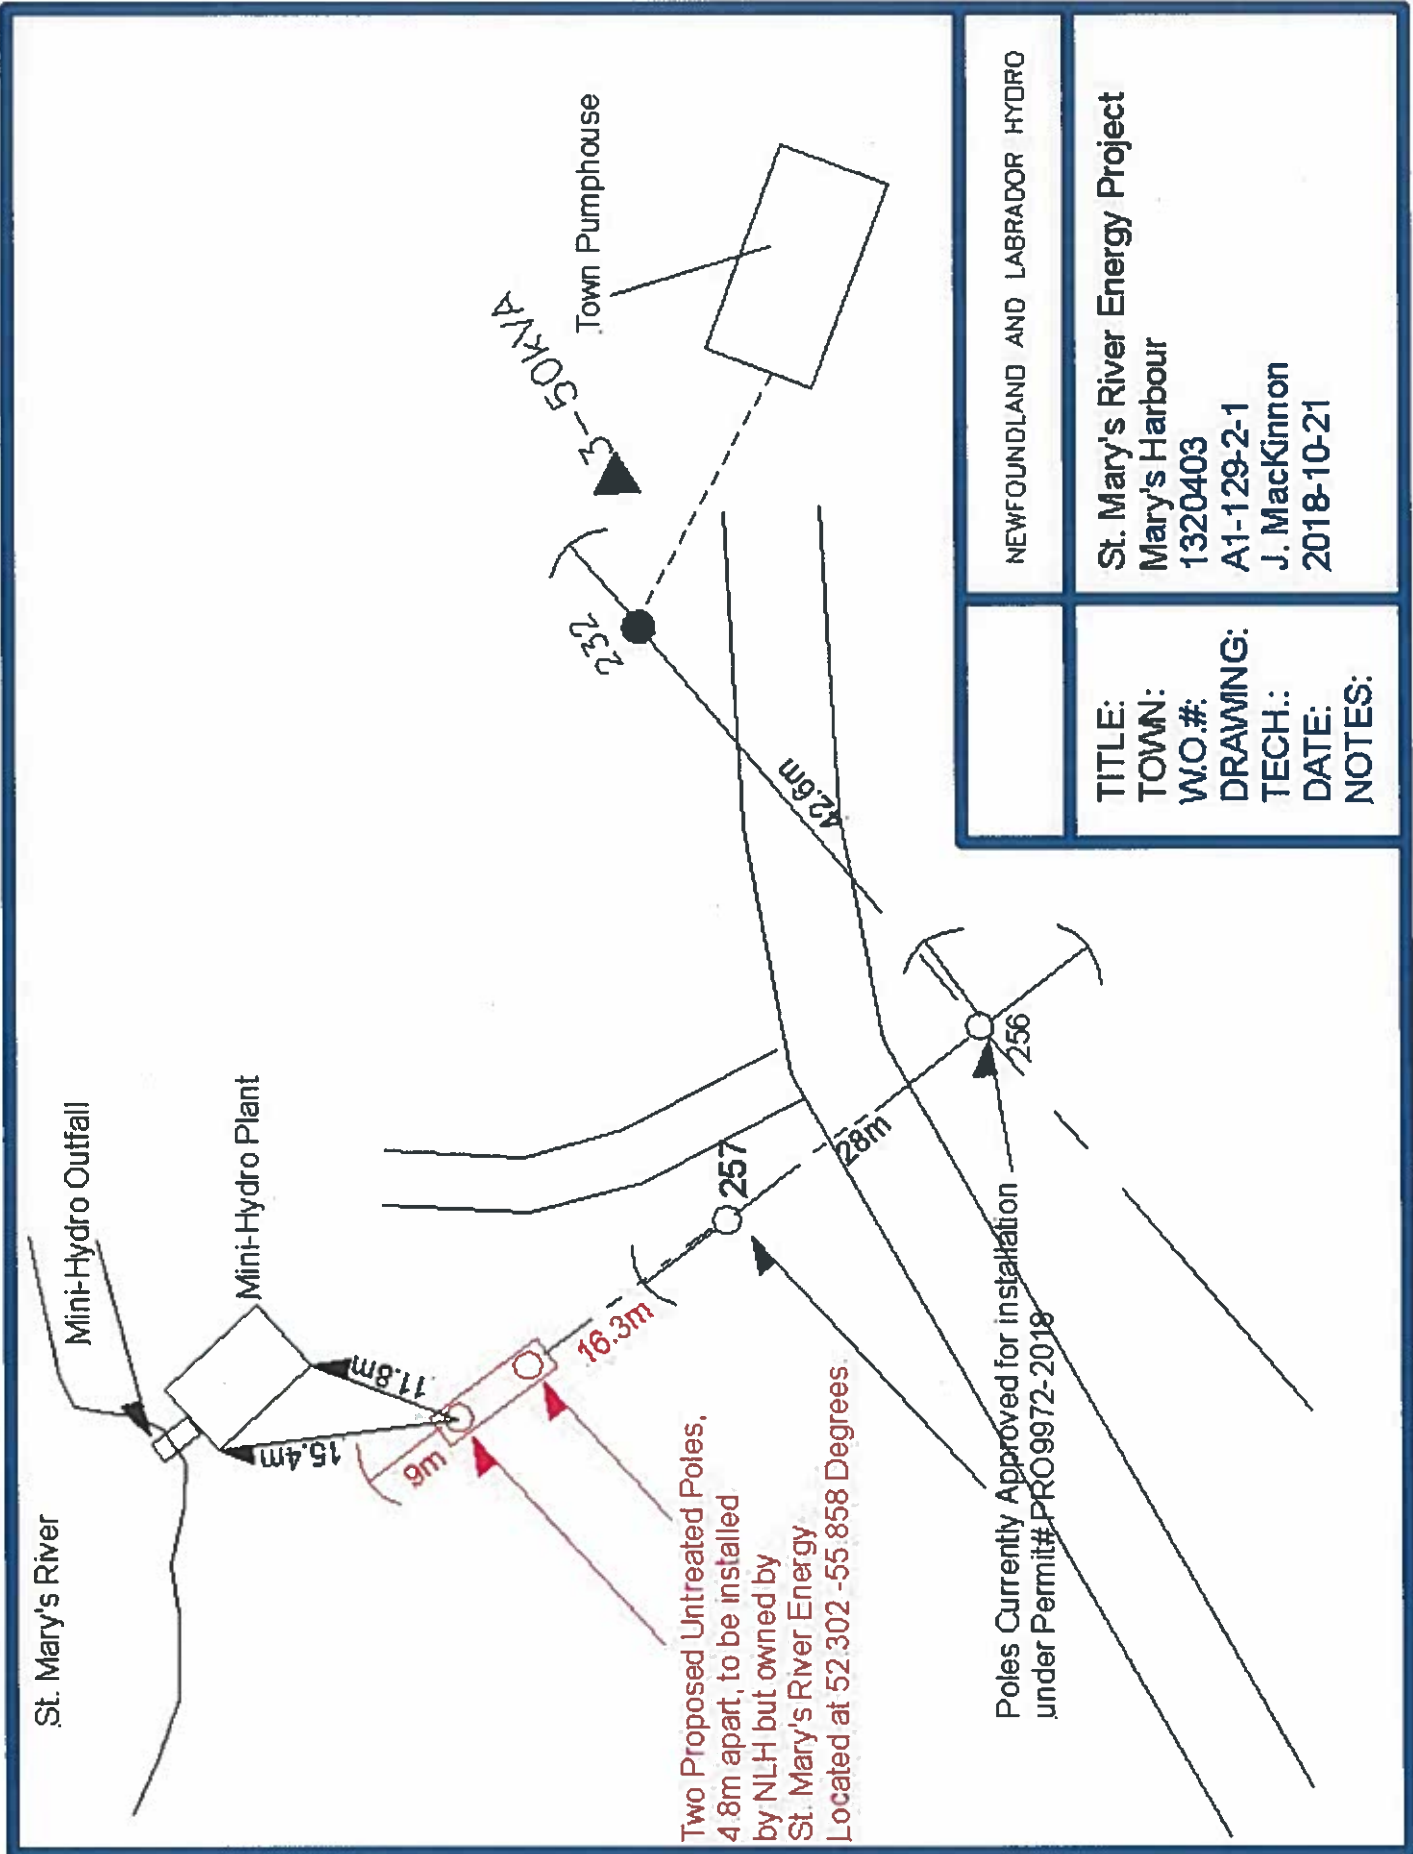 St. Mary's River
Mini-Hydro Outfall
Mini-Hydro Plant
15.4m
11.8m
9m
16.3m
257
28m
256
232
42.6m
3-50kVA
Town Pumphouse
Two Proposed Untreated Poles,
4.8m apart, to be installed
by NLH but owned by
St. Mary's River Energy
Located at 52.302 -55.858 Degrees.
Poles Currently Approved for installation
under Permit# PRO9972-2018
NEWFOUNDLAND AND LABRADOR HYDRO
TITLE: St. Mary's River Energy Project
TOWN: Mary's Harbour
W.O.#: 1320403
DRAWING: A1-129-2-1
TECH.: J. MacKinnon
DATE: 2018-10-21
NOTES: